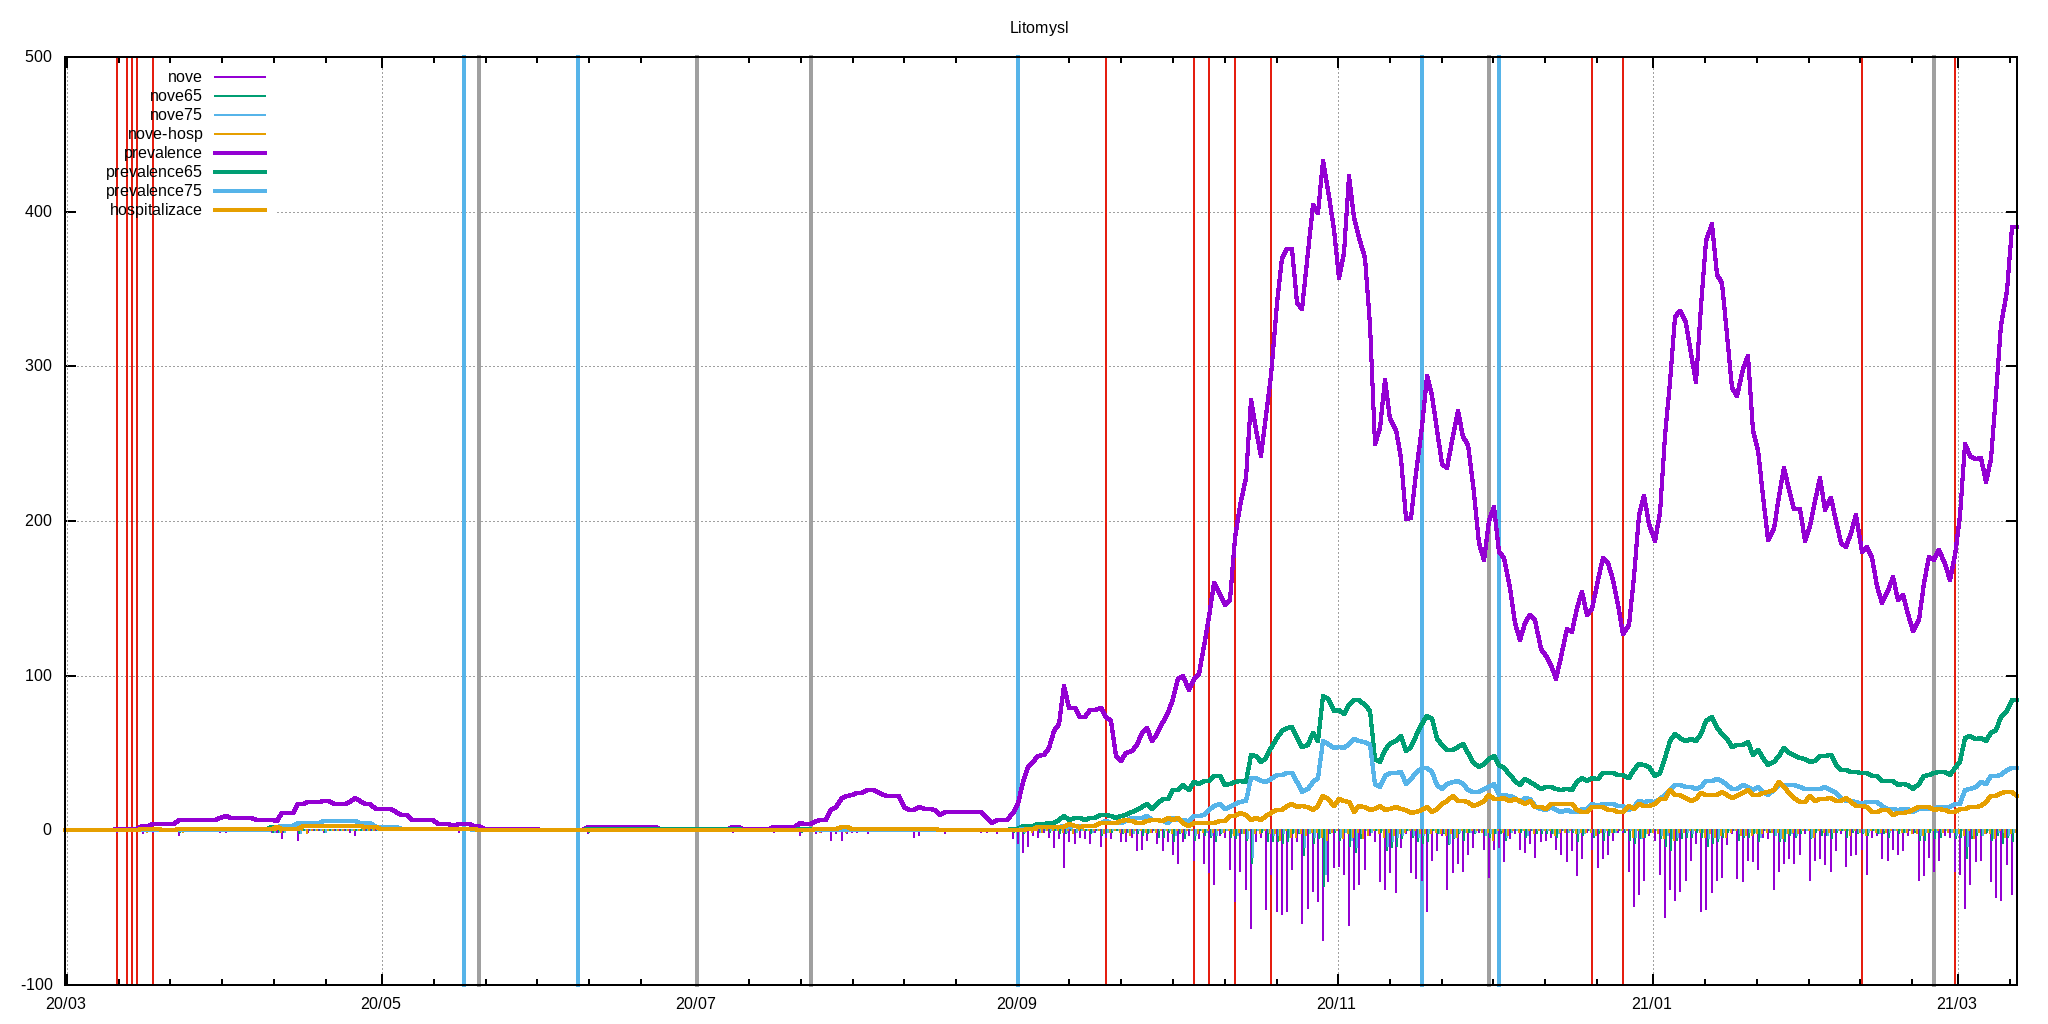 Litomysl
500
nove
nove65
nove75
nove-hosp
prevalence
prevalence65
prevalence75
hospitalizace
400
300
200
100
0
-100
20/03 20/05 20/07 20/09 20/11 21/01 21/03